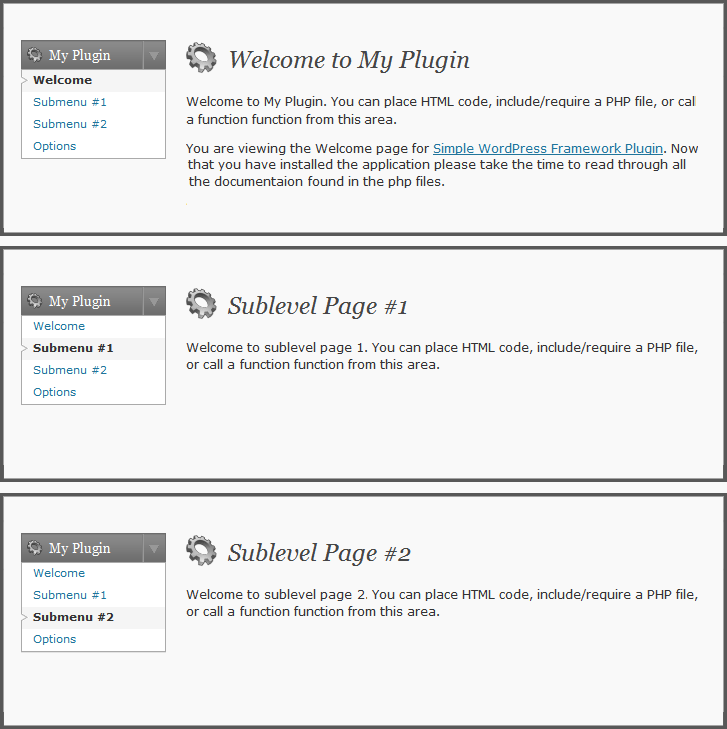 My Plugin
Welcome
Submenu #1
Submenu #2
Options
Welcome to My Plugin
Welcome to My Plugin. You can place HTML code, include/require a PHP file, or call
a function function from this area.
You are viewing the Welcome page for Simple WordPress Framework Plugin. Now
that you have installed the application please take the time to read through all
the documentaion found in the php files.
My Plugin
Welcome
Submenu #1
Submenu #2
Options
Sublevel Page #1
Welcome to sublevel page 1. You can place HTML code, include/require a PHP file,
or call a function function from this area.
My Plugin
Welcome
Submenu #1
Submenu #2
Options
Sublevel Page #2
Welcome to sublevel page 2. You can place HTML code, include/require a PHP file,
or call a function function from this area.